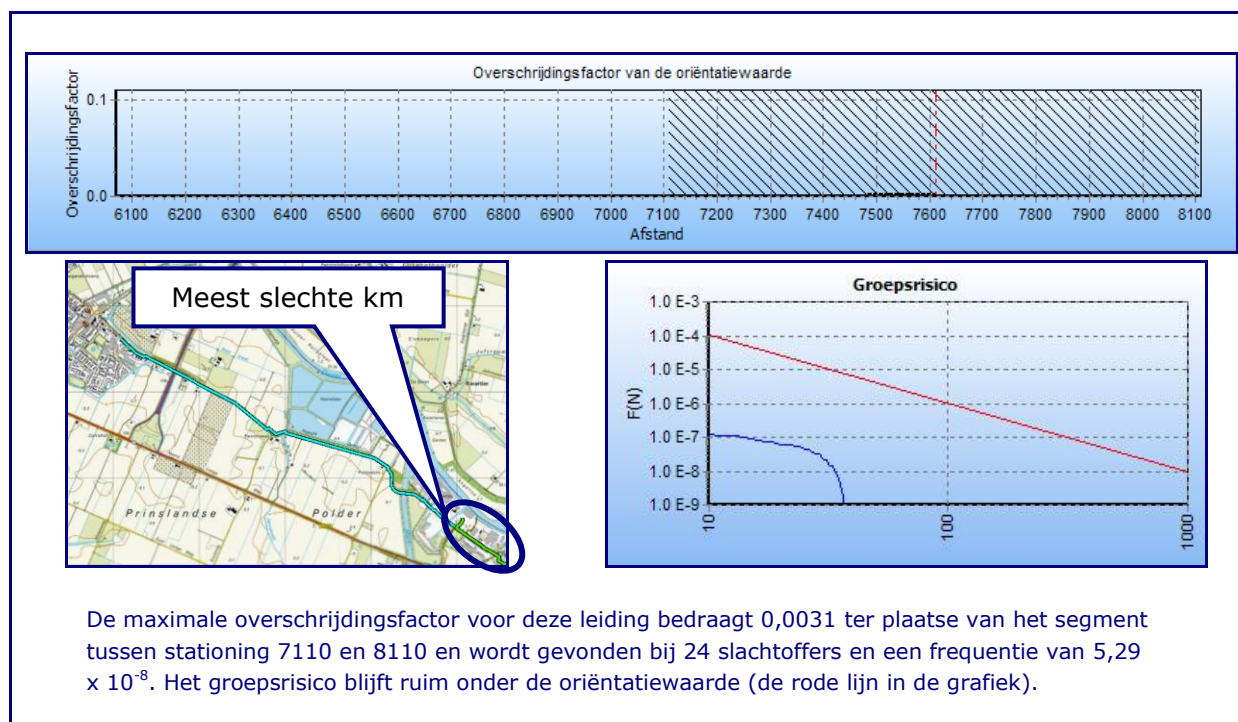 Overschrijdingsfactor van de oriëntatiewaarde
Overschrijdingsfactor
0.1
0.0
6100 6200 6300 6400 6500 6600 6700 6800 6900 7000 7100 7200 7300 7400 7500 7600 7700 7800 7900 8000 8100
Afstand
Meest slechte km
Prinslandse Polder
Groepsrisico
F(N)
1.0 E-3
1.0 E-4
1.0 E-5
1.0 E-6
1.0 E-7
1.0 E-8
1.0 E-9
10 100 1000
De maximale overschrijdingsfactor voor deze leiding bedraagt 0,0031 ter plaatse van het segment
tussen stationing 7110 en 8110 en wordt gevonden bij 24 slachtoffers en een frequentie van 5,29
x 10⁻⁸. Het groepsrisico blijft ruim onder de oriëntatiewaarde (de rode lijn in de grafiek).